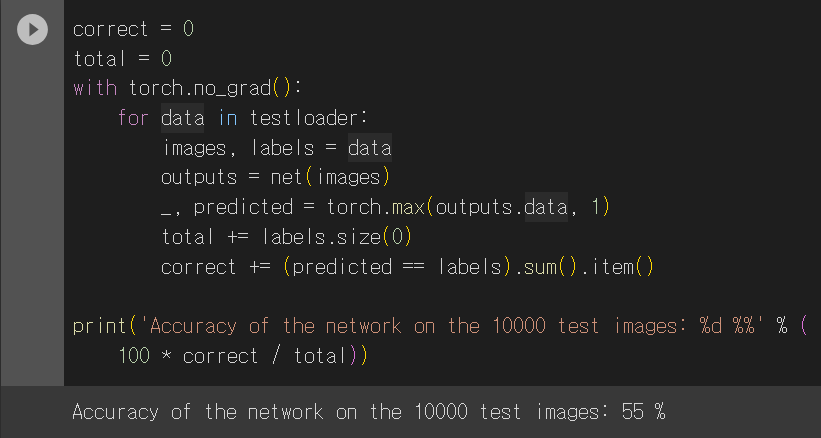 correct = 0
total = 0
with torch.no_grad():
    for data in testloader:
        images, labels = data
        outputs = net(images)
        _, predicted = torch.max(outputs.data, 1)
        total += labels.size(0)
        correct += (predicted == labels).sum().item()

print('Accuracy of the network on the 10000 test images: %d %%' % (
    100 * correct / total))
Accuracy of the network on the 10000 test images: 55 %